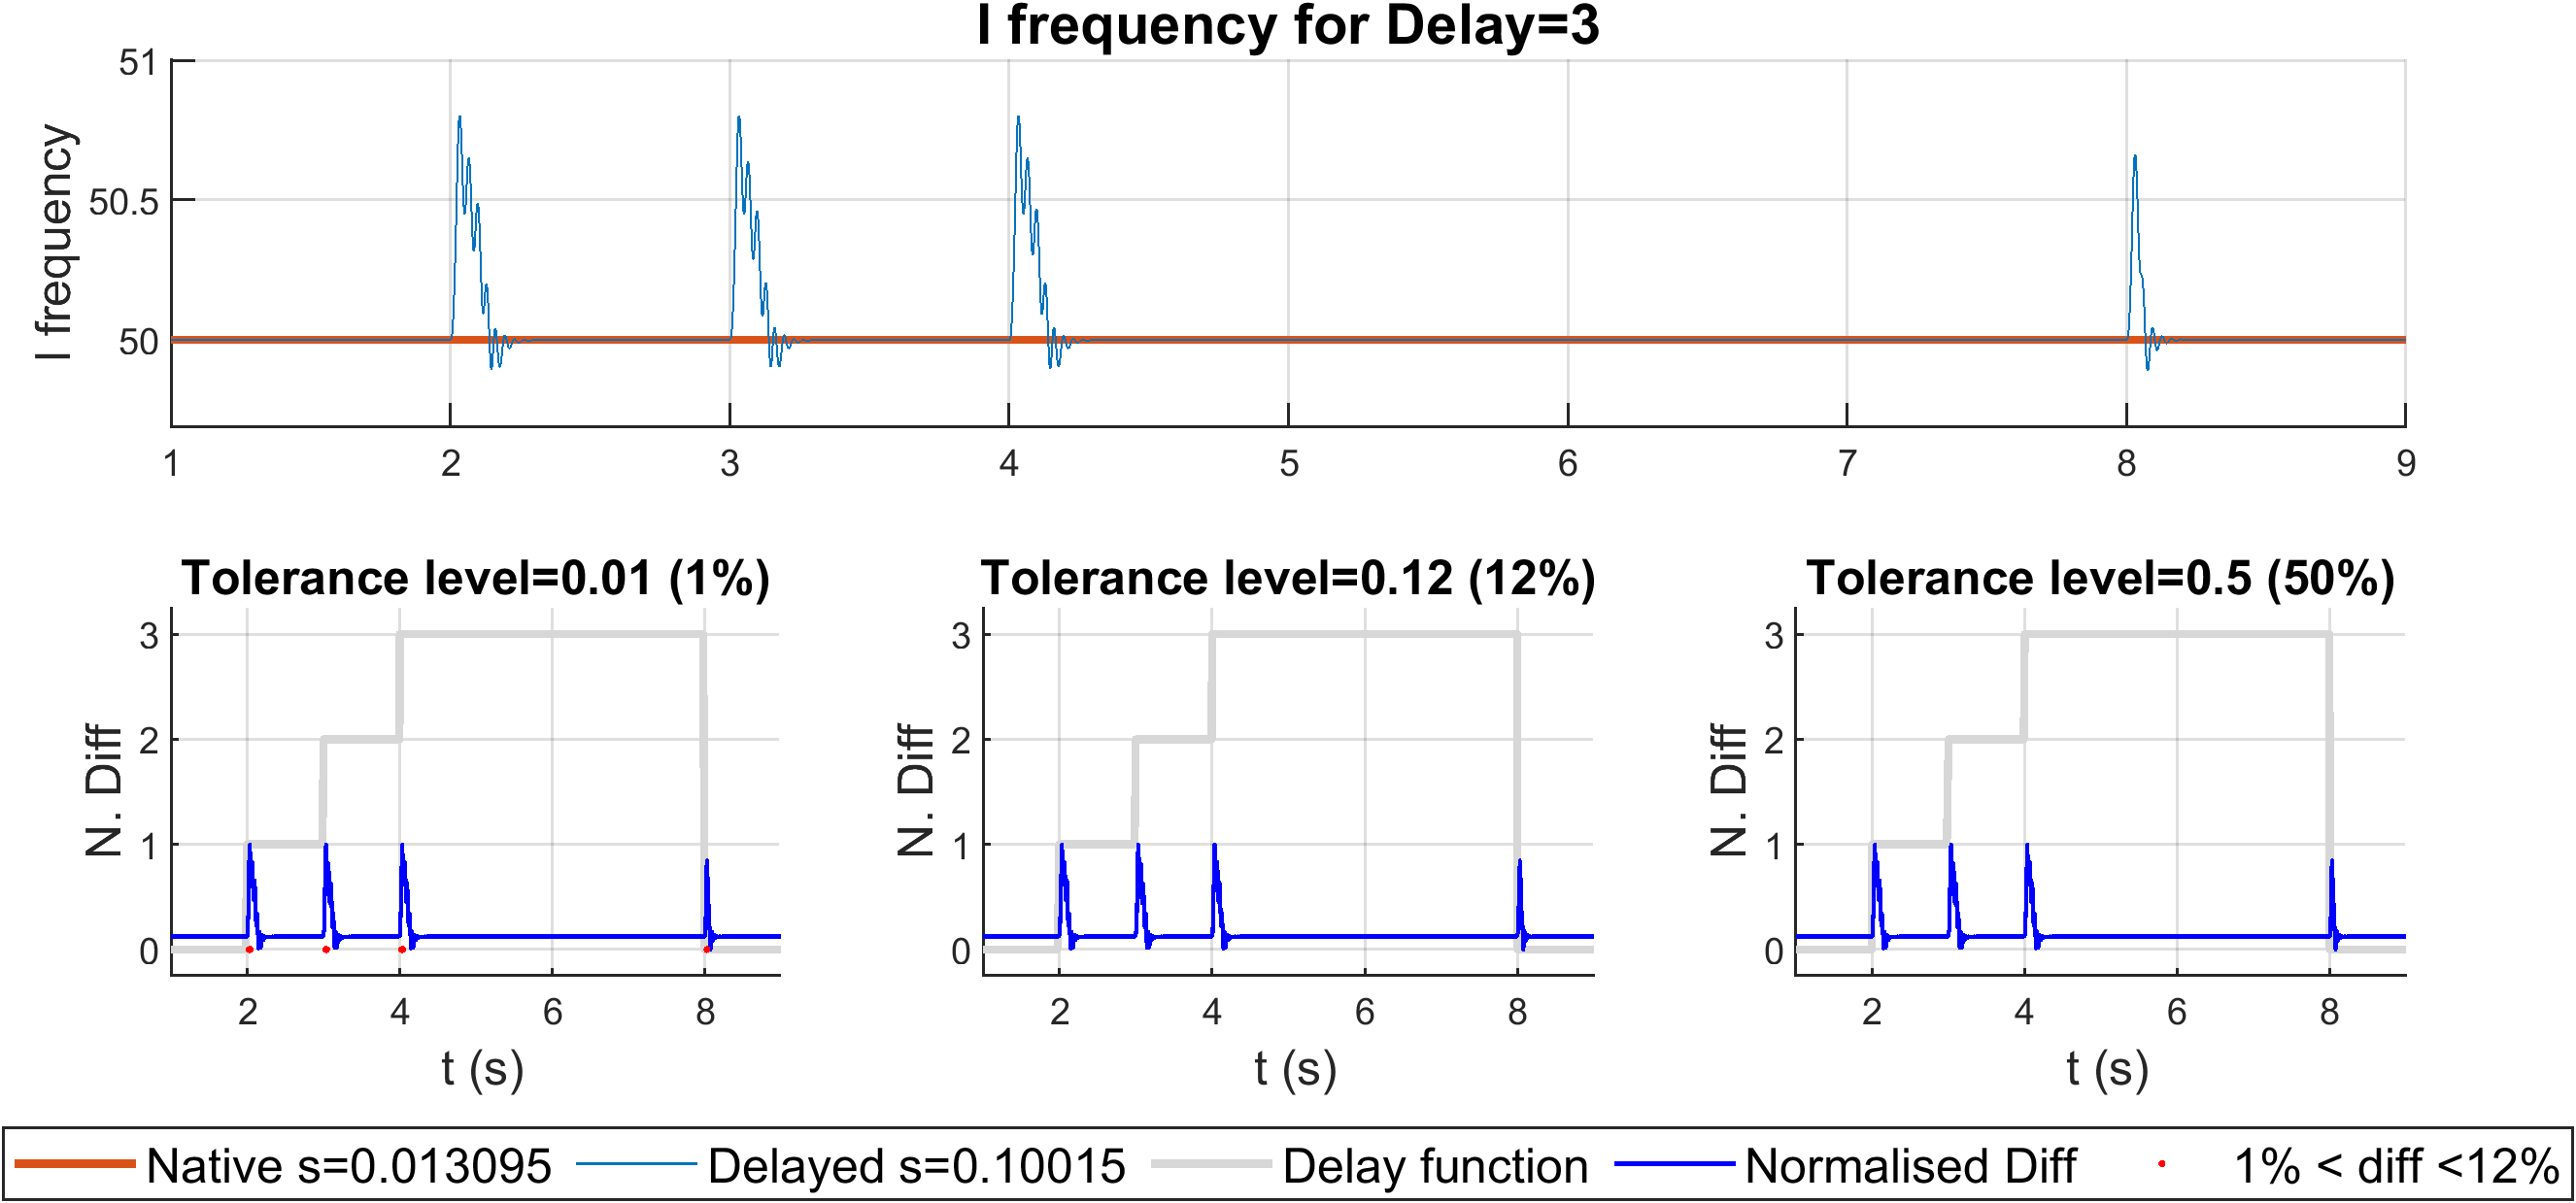 I frequency for Delay=3
I frequency
51
50.5
50
1 2 3 4 5 6 7 8 9
Tolerance level=0.01 (1%)
N. Diff
3
2
1
0
2 4 6 8
t (s)
Tolerance level=0.12 (12%)
N. Diff
3
2
1
0
2 4 6 8
t (s)
Tolerance level=0.5 (50%)
N. Diff
3
2
1
0
2 4 6 8
t (s)
Native s=0.013095 Delayed s=0.10015 Delay function Normalised Diff 1% < diff <12%